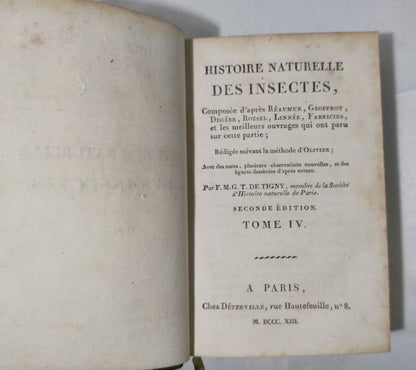 HISTOIRE NATURELLE
DES INSECTES,
Composée d'après Réaumur, Geoffroy,
Degéer, Roesel, Linnée, Fabricius,
et les meilleurs ouvrages qui ont paru
sur cette partie ;
Rédigée suivant la méthode d'Olivier ;
Avec des notes, plusieurs observations nouvelles, et des
figures dessinées d'après nature.
Par F. M. G. T. DE TIGNY, membre de la Société
d'Histoire naturelle de Paris.
SECONDE ÉDITION.
TOME IV.
A PARIS,
Chez Déterville, rue Hautefeuille, n° 8.
M. DCCC. XIII.